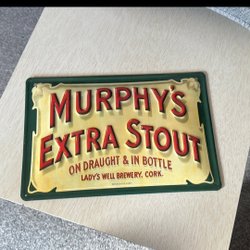 MURPHY'S
EXTRA STOUT
ON DRAUGHT & IN BOTTLE
LADY'S WELL BREWERY, CORK.